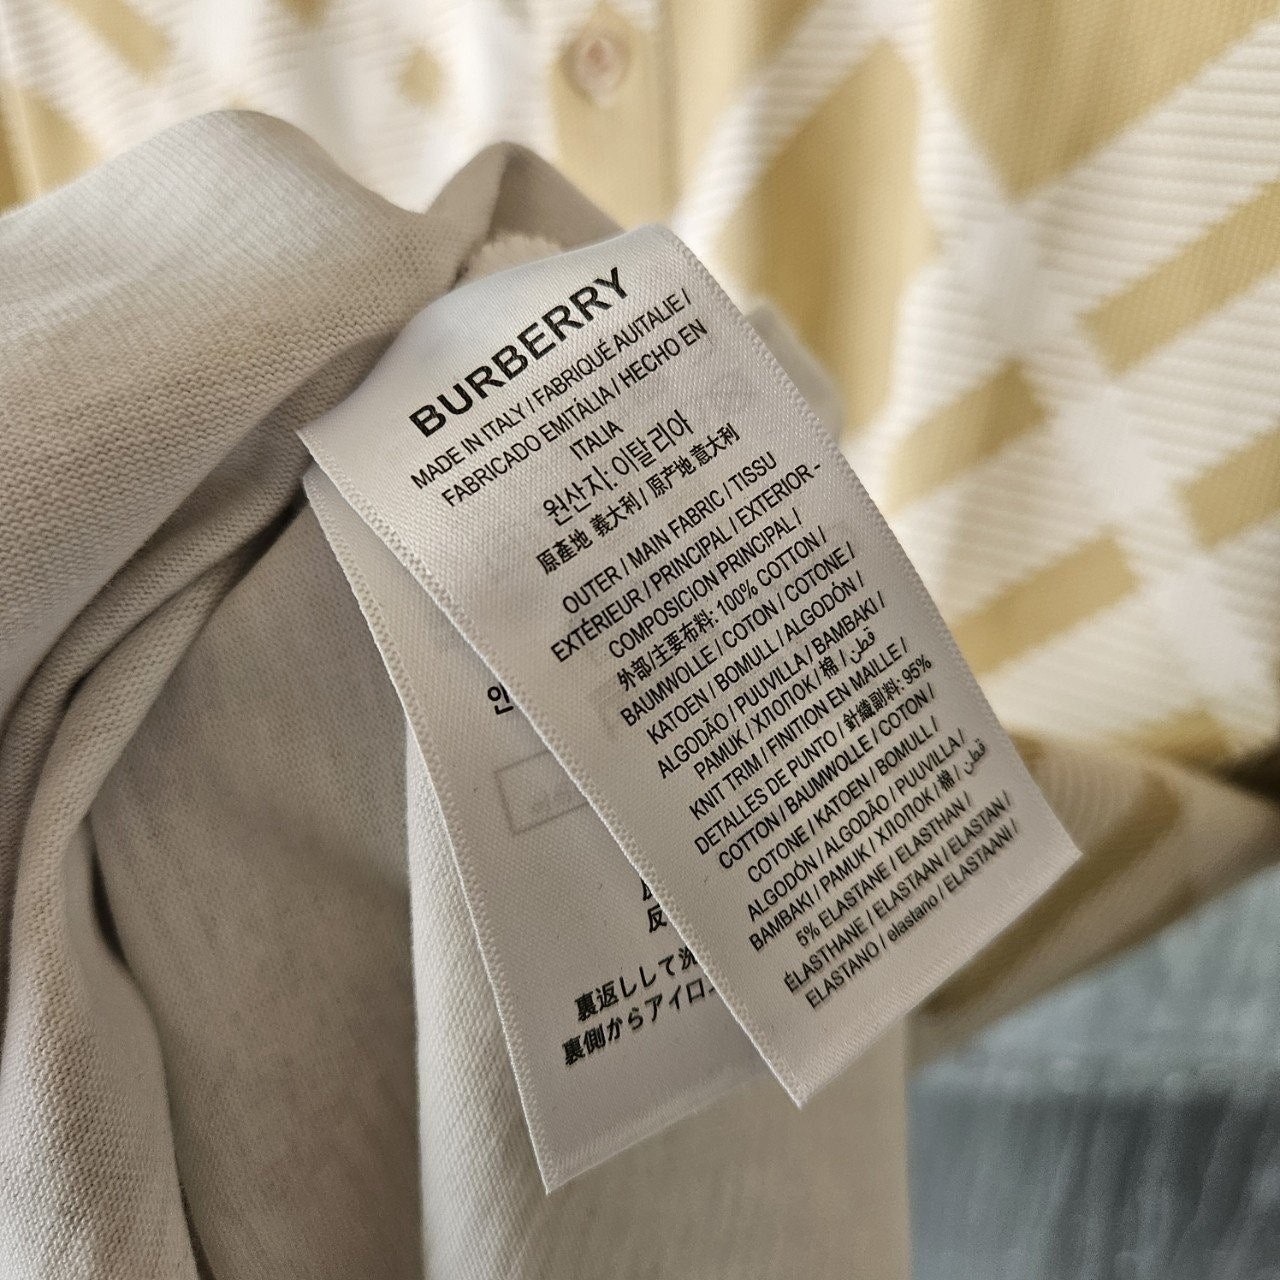 BURBERRY
MADE IN ITALY / FABRIQUÉ AUITALIE /
FABRICADO EMITÁLIA / HECHO EN
ITALIA
원산지: 이탈리아
原產地 義大利 / 原产地 意大利
OUTER / MAIN FABRIC / TISSU
EXTÉRIEUR / PRINCIPAL / EXTERIOR -
COMPOSICION PRINCIPAL /
外部/主要布料: 100% COTTON /
BAUMWOLLE / COTON / COTONE /
KATOEN / BOMULL / ALGODÓN /
ALGODÃO / PUUVILLA / BAMBAKI /
PAMUK / ХЛОПОК / 棉 / قطن
KNIT TRIM / FINITION EN MAILLE /
DETALLES DE PUNTO / 針織副料: 95%
COTTON / BAUMWOLLE / COTON /
COTONE / KATOEN / BOMULL /
ALGODÓN / ALGODÃO / PUUVILLA /
BAMBAKI / PAMUK / ХЛОПОК / 棉 / قطن
5% ELASTANE / ELASTHAN /
ÉLASTHANE / ELASTAAN / ELASTAN /
ELASTANO / elastano / ELASTAANI /
反
裏返しして洗
裏側からアイロ